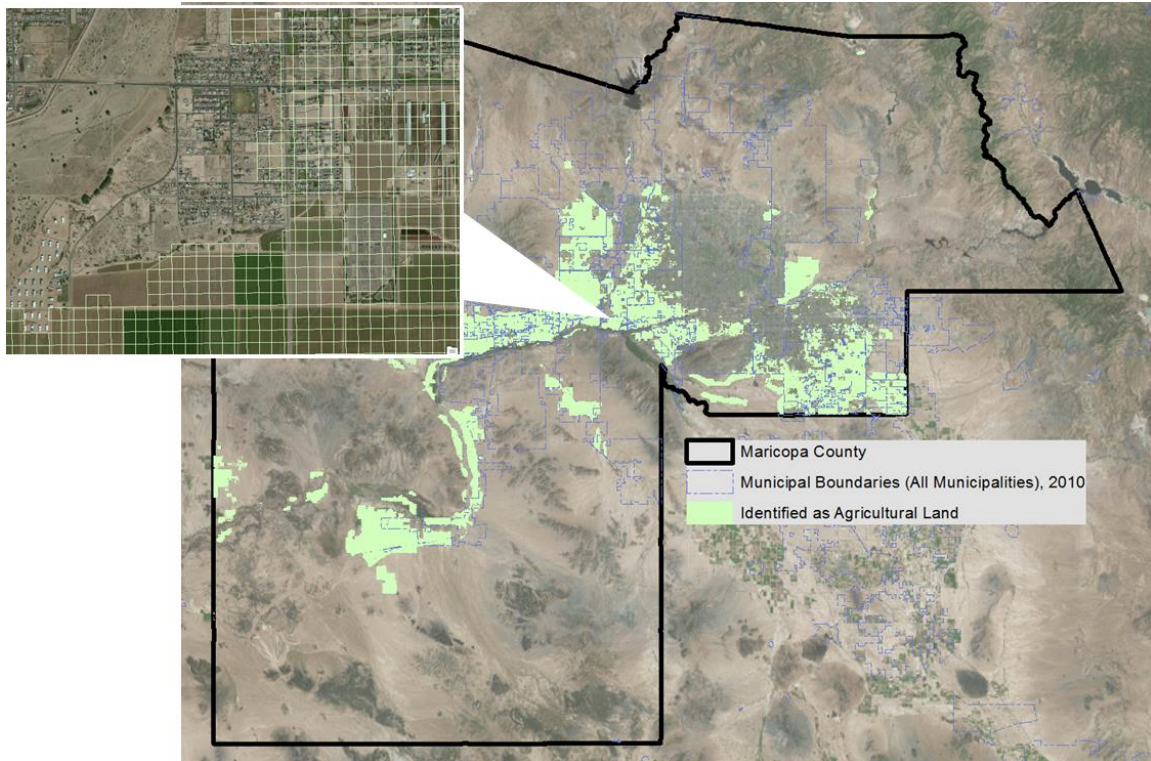 Maricopa County
Municipal Boundaries (All Municipalities), 2010
Identified as Agricultural Land